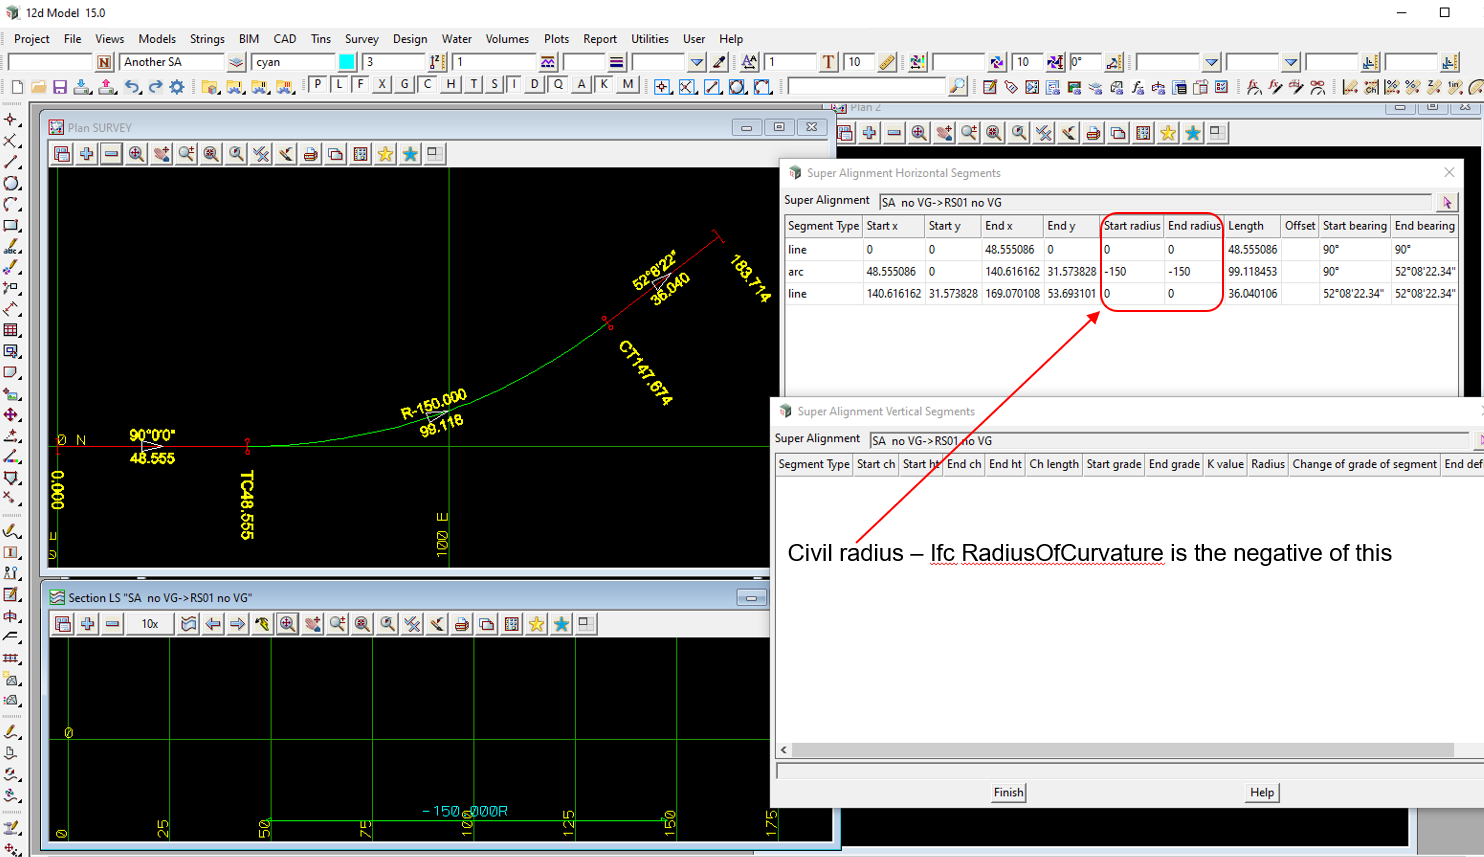 12d Model 15.0
Project File Views Models Strings BIM CAD Tins Survey Design Water Volumes Plots Report Utilities User Help
N Another SA cyan 3 1 1 T 10 10 0°
P L F X G C H T S I D Q A K M
Plan SURVEY
Plan 2
Super Alignment Horizontal Segments
Super Alignment SA no VG->RS01 no VG
Segment Type Start x Start y End x End y Start radius End radius Length Offset Start bearing End bearing
line 0 0 48.555086 0 0 0 48.555086 90° 90°
arc 48.555086 0 140.616162 31.573828 -150 -150 99.118453 90° 52°08'22.34"
line 140.616162 31.573828 169.070108 53.693101 0 0 36.040106 52°08'22.34" 52°08'22.34"
52°8'22"
36.040
183.714
CT147.674
R-150.000
99.118
0 N
90°0'0"
48.555
0.000
TC48.555
100 E
E
0
Super Alignment Vertical Segments
Super Alignment SA no VG->RS01 no VG
Segment Type Start ch Start ht End ch End ht Ch length Start grade End grade K value Radius Change of grade of segment End def
Civil radius – Ifc RadiusOfCurvature is the negative of this
Finish Help
Section LS "SA no VG->RS01 no VG"
10x
0
-150.000R
0 25 50 75 100 125 150 175